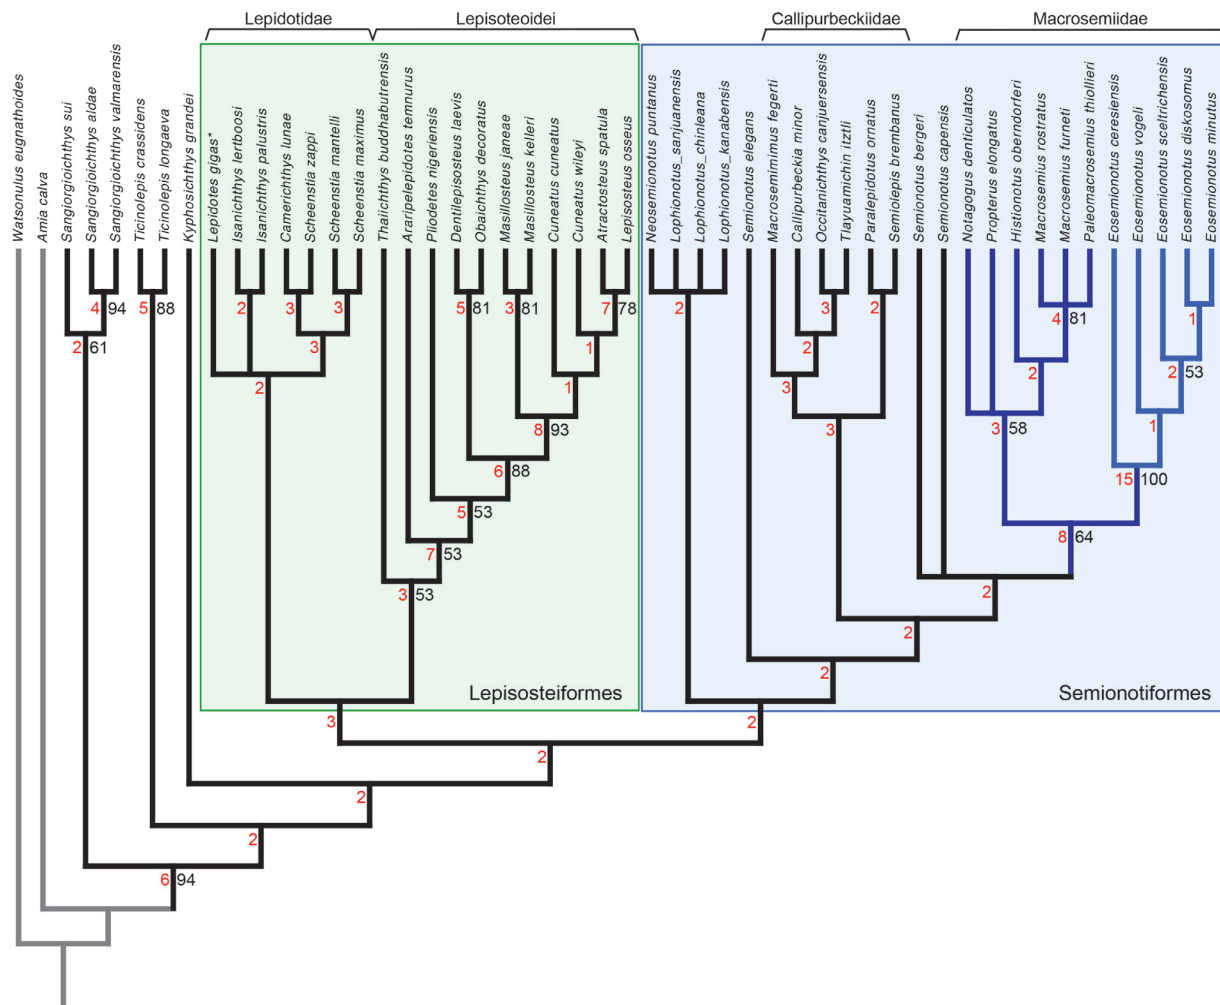 Lepidotidae
Lepisoteoidei
Callipurbeckiidae
Macrosemiidae
Watsonulus eugnathoides
Amia calva
Sangiorgioichthys sui
Sangiorgioichthys aldae
Sangiorgioichthys valmarensis
Ticinolepis crassidens
Ticinolepis longaeva
Kyphosichthys grandei
Lepidotes gigas*
Isanichthys lertboosi
Isanichthys palustris
Camerichthys lunae
Scheenstia zappi
Scheenstia mantelli
Scheenstia maximus
Thaiichthys buddhabutrensis
Araripelepidotes temnurus
Pliodetes nigeriensis
Dentilepisosteus laevis
Obaichthys decoratus
Masillosteus janeae
Masillosteus kelleri
Cuneatus cuneatus
Cuneatus wileyi
Atractosteus spatula
Lepisosteus osseus
Neosemionotus puntanus
Lophionotus_sanjuanensis
Lophionotus_chinleana
Lophionotus_kanabensis
Semionotus elegans
Macrosemimimus fegerti
Callipurbeckia minor
Occitanichthys canjuersensis
Tlayuamichin itztli
Paralepidotus ornatus
Semiolepis brembanus
Semionotus bergeri
Semionotus capensis
Notagogus denticulatos
Propterus elongatus
Histionotus oberndorferi
Macrosemius rostratus
Macrosemius furneti
Paleomacrosemius thiollieri
Eosemionotus ceresiensis
Eosemionotus vogeli
Eosemionotus sceltrichensis
Eosemionotus diskosomus
Eosemionotus minutus
4 94 5 88 2 3 3 5 81 3 81 7 78 2 3 2 4 81 1
2 61 3 1 2 2 2 53
2 1 3
8 93 3 3 58 1
6 88 15 100
5 53
7 53 8 64
3 53 2
2
2
Lepisosteiformes
Semionotiformes
3 2
2
2
2
6 94